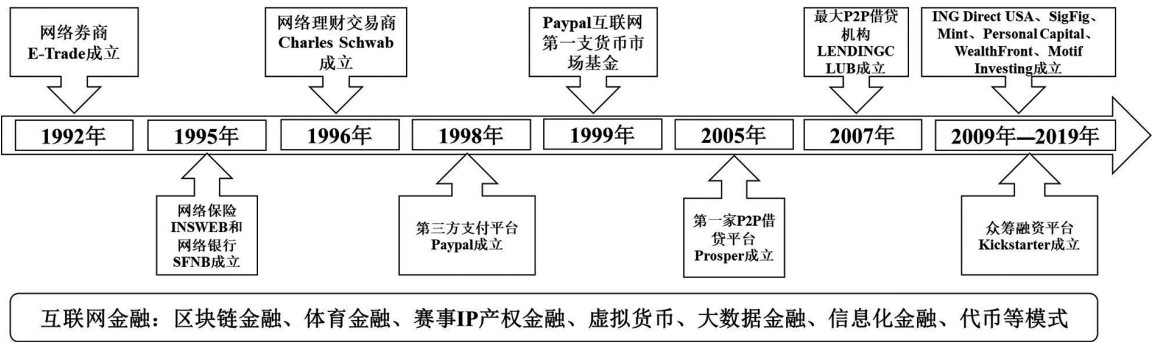 网络券商
E-Trade成立
网络理财交易商
Charles Schwab
成立
Paypal互联网
第一支货币市
场基金
最大P2P借贷
机构
LENDINGC
LUB成立
ING Direct USA、SigFig、
Mint、Personal Capital、
WealthFront、Motif
Investing成立
1992年
1995年
1996年
1998年
1999年
2005年
2007年
2009年—2019年
网络保险
INSWEB和
网络银行
SFNB成立
第三方支付平台
Paypal成立
第一家P2P借
贷平台
Prosper成立
众筹融资平台
Kickstarter成立
互联网金融：区块链金融、体育金融、赛事IP产权金融、虚拟货币、大数据金融、信息化金融、代币等模式